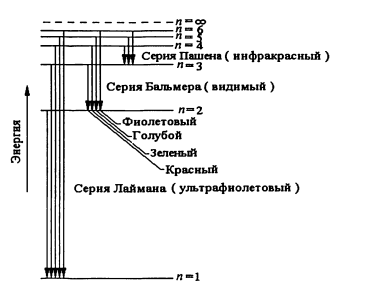 n = ∞
n = 6
n = 5
n = 4
Серия Пашена ( инфракрасный )
n = 3
Серия Бальмера ( видимый )
n = 2
Фиолетовый
Голубой
Зеленый
Красный
Энергия
Серия Лаймана ( ультрафиолетовый )
n = 1